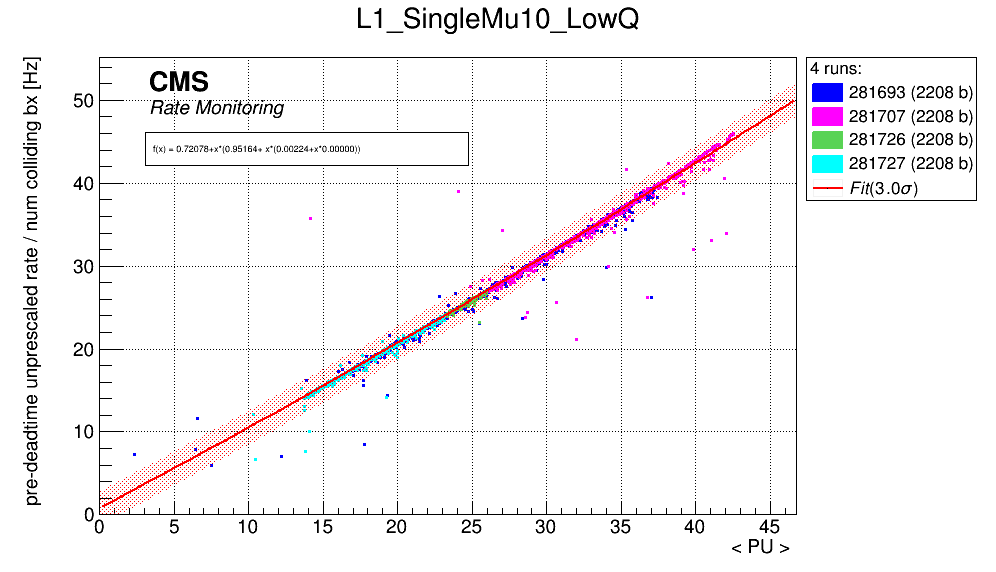 L1_SingleMu10_LowQ
pre-deadtime unprescaled rate / num colliding bx [Hz]
CMS
Rate Monitoring
f(x) = 0.72078+x*(0.95164+ x*(0.00224+x*0.00000))
50
40
30
20
10
0
0 5 10 15 20 25 30 35 40 45
< PU >
4 runs:
281693 (2208 b)
281707 (2208 b)
281726 (2208 b)
281727 (2208 b)
Fit(3.0σ)